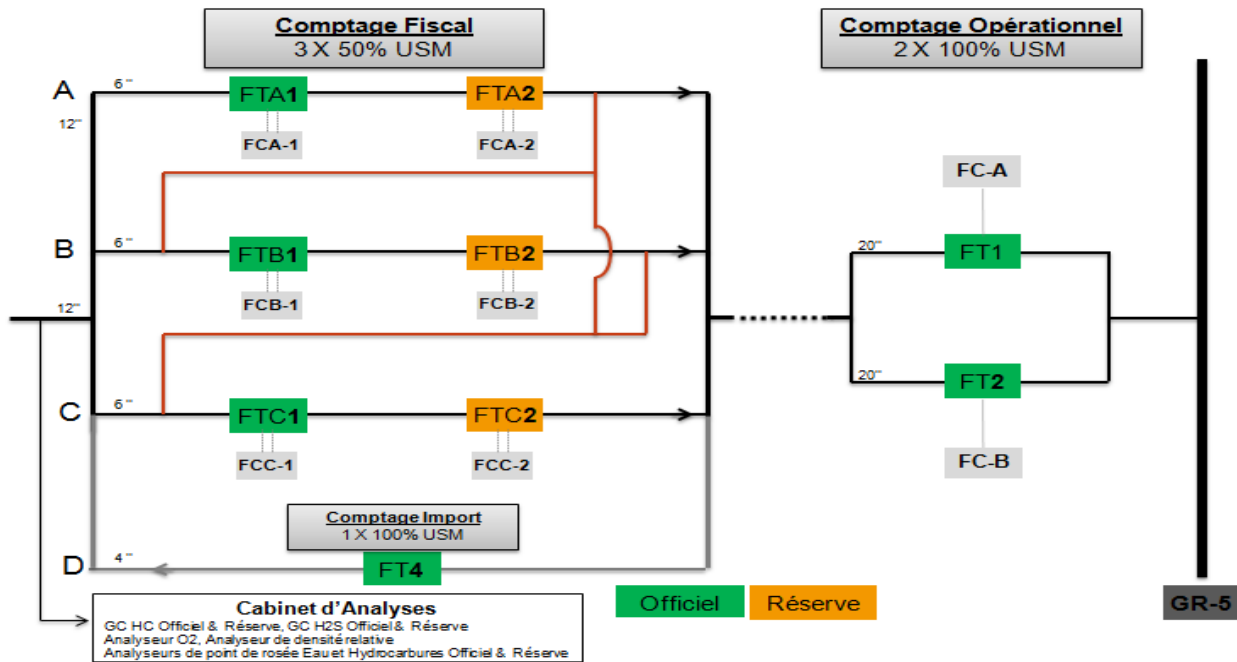 Comptage Fiscal
3 X 50% USM
Comptage Opérationnel
2 X 100% USM
A
6'''
FTA1
FTA2
12'''
FCA-1
FCA-2
FC-A
B
6'''
FTB1
FTB2
20'''
FT1
FCB-1
FCB-2
12'''
20'''
FT2
C
6'''
FTC1
FTC2
FCC-1
FCC-2
FC-B
Comptage Import
1 X 100% USM
D
4'''
FT4
Officiel
Réserve
GR-5
Cabinet d'Analyses
GC HC Officiel & Réserve, GC H2S Officiel & Réserve
Analyseur O2, Analyseur de densité relative
Analyseurs de point de rosée Eau et Hydrocarbures Officiel & Réserve